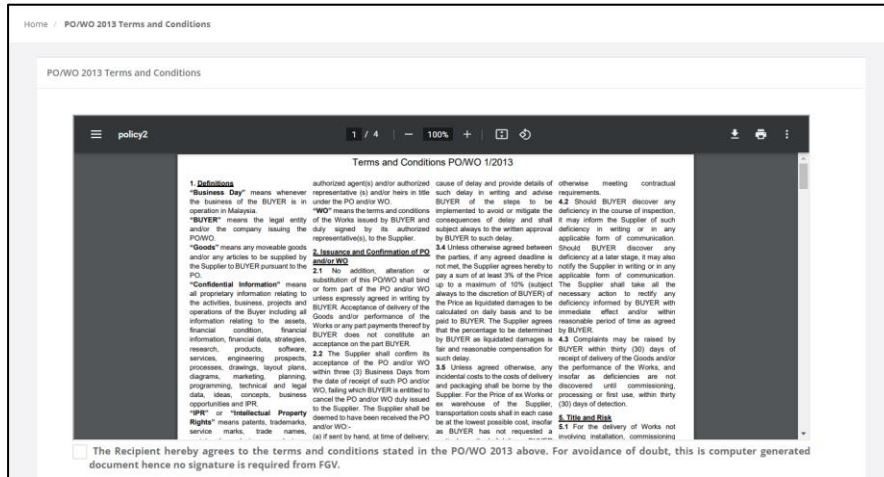 Home / PO/WO 2013 Terms and Conditions
PO/WO 2013 Terms and Conditions
policy2
1 / 4 | − 100% +
Terms and Conditions PO/WO 1/2013
1. Definitions
"Business Day" means whenever
the business of the BUYER is in
operation in Malaysia.
"BUYER" means the legal entity
and/or the company issuing the
PO/WO.
"Goods" means any moveable goods
and/or any articles to be supplied by
the Supplier to BUYER pursuant to the
PO.
"Confidential Information" means
all proprietary information relating to
the activities, business, projects and
operations of the Buyer including all
information relating to the assets,
financial condition, financial
information, financial data, strategies,
research, products, software,
services, engineering prospects,
processes, drawings, layout plans,
diagrams, marketing, planning,
programming, technical and legal
data, ideas, concepts, business
opportunities and IPR.
"IPR" or "Intellectual Property
Rights" means patents, trademarks,
service marks, trade names,
authorized agent(s) and/or authorized
representative (s) and/or heirs in title
under the PO and/or WO.
"WO" means the terms and conditions
of the Works issued by BUYER and
duly signed by its authorized
representative(s), to the Supplier.
2. Issuance and Confirmation of PO
and/or WO
2.1 No addition, alteration or
substitution of this PO/WO shall bind
or form part of the PO and/or WO
unless expressly agreed in writing by
BUYER. Acceptance of delivery of the
Goods and/or performance of the
Works or any part payments thereof by
BUYER does not constitute an
acceptance on the part BUYER.
2.2 The Supplier shall confirm its
acceptance of the PO and/or WO
within three (3) Business Days from
the date of receipt of such PO and/or
WO, failing which BUYER is entitled to
cancel the PO and/or WO duly issued
to the Supplier. The Supplier shall be
deemed to have been received the PO
and/or WO:-
(a) if sent by hand, at time of delivery;
cause of delay and provide details of
such delay in writing and advise
BUYER of the steps to be
implemented to avoid or mitigate the
consequences of delay and shall
subject always to the written approval
by BUYER to such delay.
3.4 Unless otherwise agreed between
the parties, if any agreed deadline is
not met, the Supplier agrees hereby to
pay a sum of at least 3% of the Price
up to a maximum of 10% (subject
always to the discretion of BUYER) of
the Price as liquidated damages to be
calculated on daily basis and to be
paid to BUYER. The Supplier agrees
that the percentage to be determined
by BUYER as liquidated damages is
fair and reasonable compensation for
such delay.
3.5 Unless agreed otherwise, any
incidental costs to the costs of delivery
and packaging shall be borne by the
Supplier. For the Price of ex Works or
ex warehouse of the Supplier,
transportation costs shall in each case
be at the lowest possible cost, insofar
as BUYER has not requested a
otherwise meeting contractual
requirements.
4.2 Should BUYER discover any
deficiency in the course of inspection,
it may inform the Supplier of such
deficiency in writing or in any
applicable form of communication.
Should BUYER discover any
deficiency at a later stage, it may also
notify the Supplier in writing or in any
applicable form of communication.
The Supplier shall take all the
necessary action to rectify any
deficiency informed by BUYER with
immediate effect and/or within
reasonable period of time as agreed
by BUYER.
4.3 Complaints may be raised by
BUYER within thirty (30) days of
receipt of delivery of the Goods and/or
the performance of the Works, and
insofar as deficiencies are not
discovered until commissioning,
processing or first use, within thirty
(30) days of detection.
5. Title and Risk
5.1 For the delivery of Works not
involving installation, commissioning
The Recipient hereby agrees to the terms and conditions stated in the PO/WO 2013 above. For avoidance of doubt, this is computer generated
document hence no signature is required from FGV.